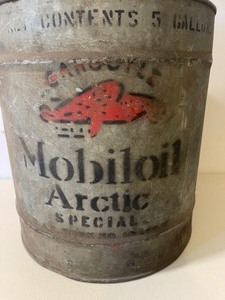 CONTENTS 5 GALLO
GARGOYLE
Mobiloil
Arctic
SPECIAL